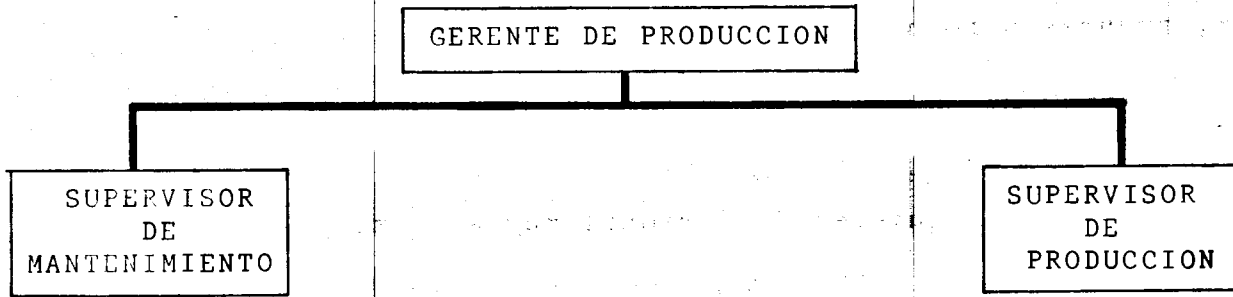 GERENTE DE PRODUCCION
SUPERVISOR
DE
MANTENIMIENTO
SUPERVISOR
DE
PRODUCCION